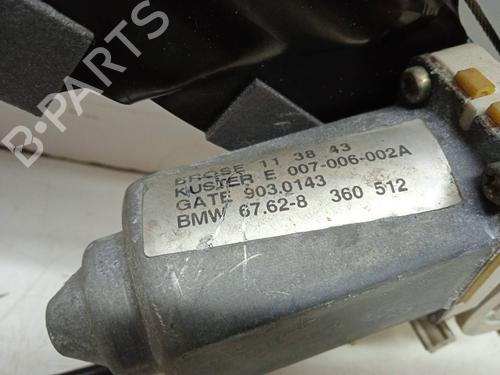 BROSE 11 38 43
KUSTER E 007-006-002A
GATE 903.0143
BMW 67.62-8 360 512
B-PARTS